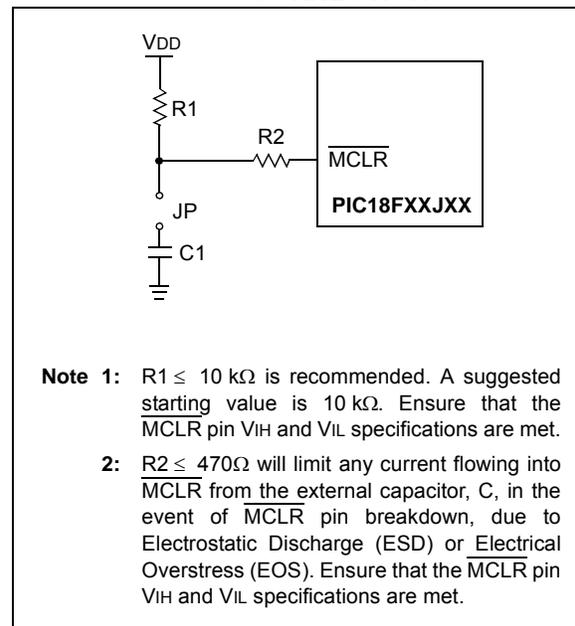 VDD
R1
R2
MCLR
JP
PIC18FXXJXX
C1
Note 1: R1 ≤ 10 kΩ is recommended. A suggested
starting value is 10 kΩ. Ensure that the
MCLR pin VIH and VIL specifications are met.
2: R2 ≤ 470Ω will limit any current flowing into
MCLR from the external capacitor, C, in the
event of MCLR pin breakdown, due to
Electrostatic Discharge (ESD) or Electrical
Overstress (EOS). Ensure that the MCLR pin
VIH and VIL specifications are met.